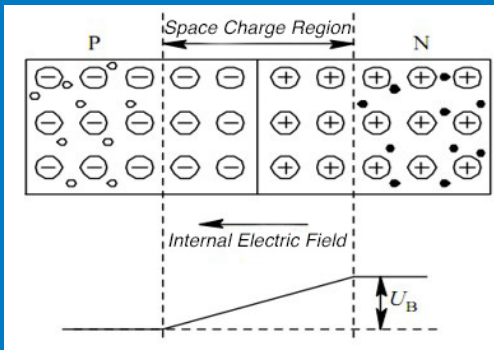 Space Charge Region
P
N
Internal Electric Field
U_B